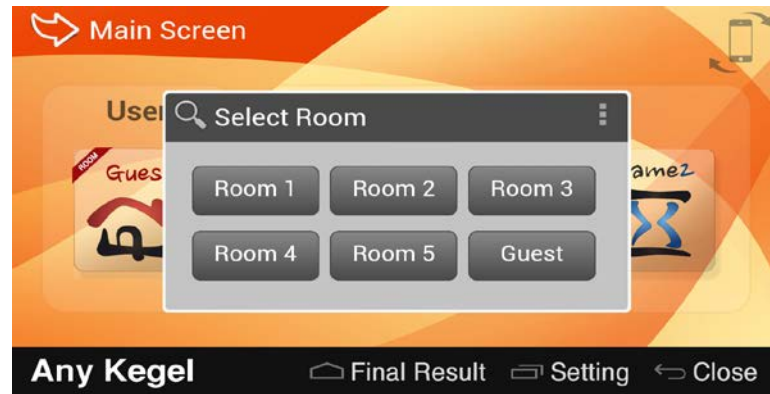 Main Screen
User
Select Room
ROOM
Gues
ame2
Room 1 Room 2 Room 3
Room 4 Room 5 Guest
Any Kegel Final Result Setting Close